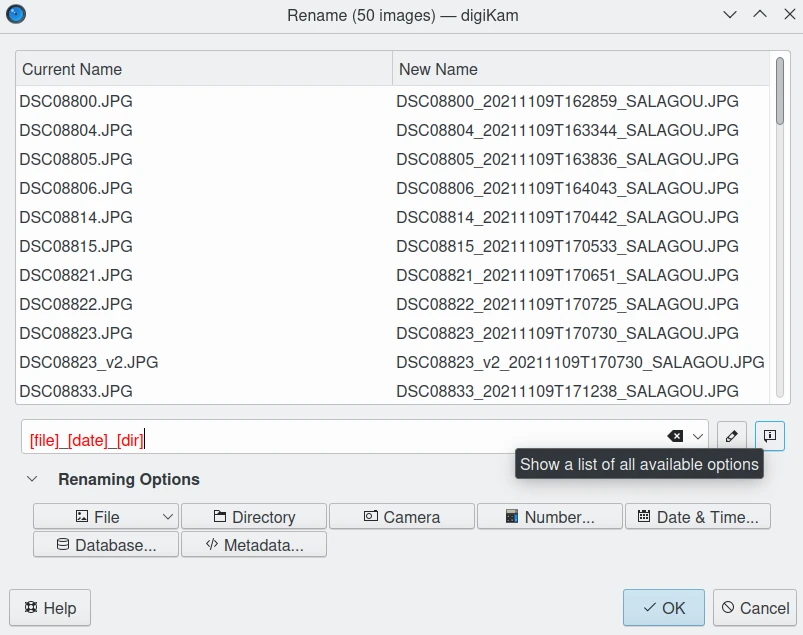 Rename (50 images) — digiKam
Current Name New Name
DSC08800.JPG DSC08800_20211109T162859_SALAGOU.JPG
DSC08804.JPG DSC08804_20211109T163344_SALAGOU.JPG
DSC08805.JPG DSC08805_20211109T163836_SALAGOU.JPG
DSC08806.JPG DSC08806_20211109T164043_SALAGOU.JPG
DSC08814.JPG DSC08814_20211109T170442_SALAGOU.JPG
DSC08815.JPG DSC08815_20211109T170533_SALAGOU.JPG
DSC08821.JPG DSC08821_20211109T170651_SALAGOU.JPG
DSC08822.JPG DSC08822_20211109T170725_SALAGOU.JPG
DSC08823.JPG DSC08823_20211109T170730_SALAGOU.JPG
DSC08823_v2.JPG DSC08823_v2_20211109T170730_SALAGOU.JPG
DSC08833.JPG DSC08833_20211109T171238_SALAGOU.JPG
[file]_[date]_[dir]
Show a list of all available options
Renaming Options
File Directory Camera Number... Date & Time...
Database... Metadata...
Help OK Cancel